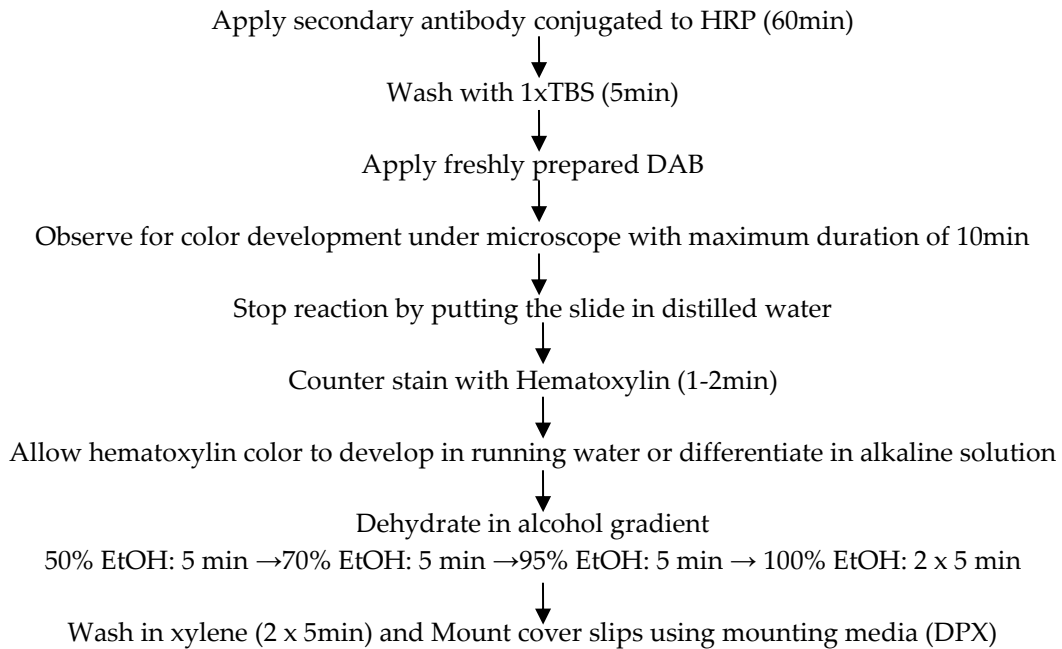 Apply secondary antibody conjugated to HRP (60min)
Wash with 1xTBS (5min)
Apply freshly prepared DAB
Observe for color development under microscope with maximum duration of 10min
Stop reaction by putting the slide in distilled water
Counter stain with Hematoxylin (1-2min)
Allow hematoxylin color to develop in running water or differentiate in alkaline solution
Dehydrate in alcohol gradient
50% EtOH: 5 min →70% EtOH: 5 min →95% EtOH: 5 min → 100% EtOH: 2 x 5 min
Wash in xylene (2 x 5min) and Mount cover slips using mounting media (DPX)